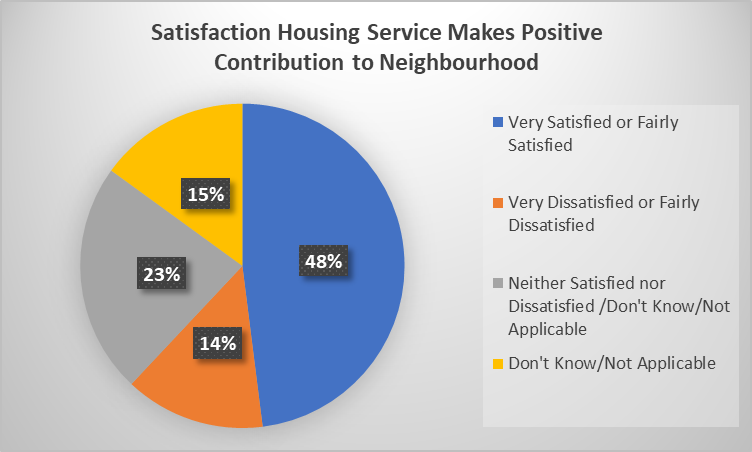 Satisfaction Housing Service Makes Positive
Contribution to Neighbourhood
15%
48%
23%
14%
Very Satisfied or Fairly
Satisfied
Very Dissatisfied or Fairly
Dissatisfied
Neither Satisfied nor
Dissatisfied /Don't Know/Not
Applicable
Don't Know/Not Applicable